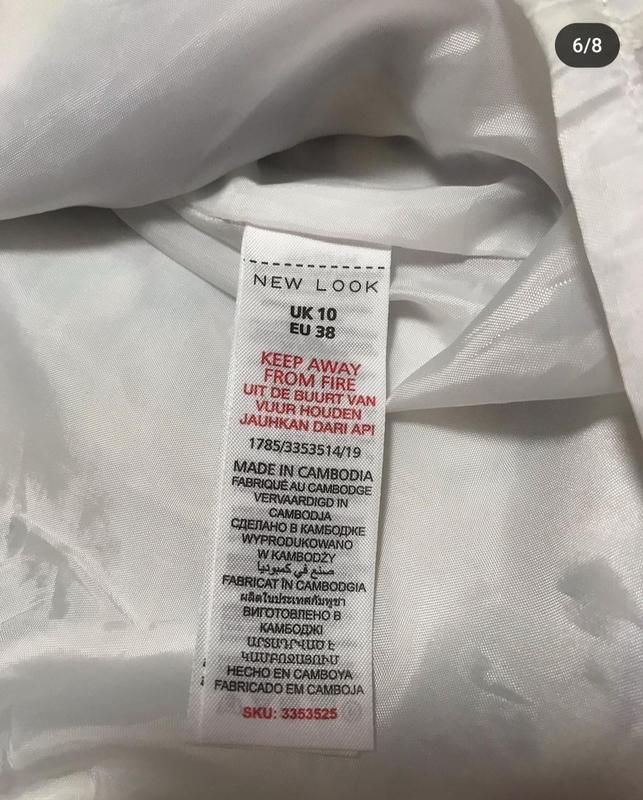 6/8
NEW LOOK
UK 10
EU 38
KEEP AWAY
FROM FIRE
UIT DE BUURT VAN
VUUR HOUDEN
JAUHKAN DARI API
1785/3353514/19
MADE IN CAMBODIA
FABRIQUÉ AU CAMBODGE
VERVAARDIGD IN
CAMBODJA
СДЕЛАНО В КАМБОДЖЕ
WYPRODUKOWANO
W KAMBODŻY
صنع في كمبوديا
FABRICAT ÎN CAMBODGIA
ผลิตในประเทศกัมพูชา
ВИГОТОВЛЕНО В
КАМБОДЖІ
ԱՐՏԱԴՐՎԱԾ Է
ԿԱՄԲՈՋԱՅՈՒՄ
HECHO EN CAMBOYA
FABRICADO EM CAMBOJA
SKU: 3353525